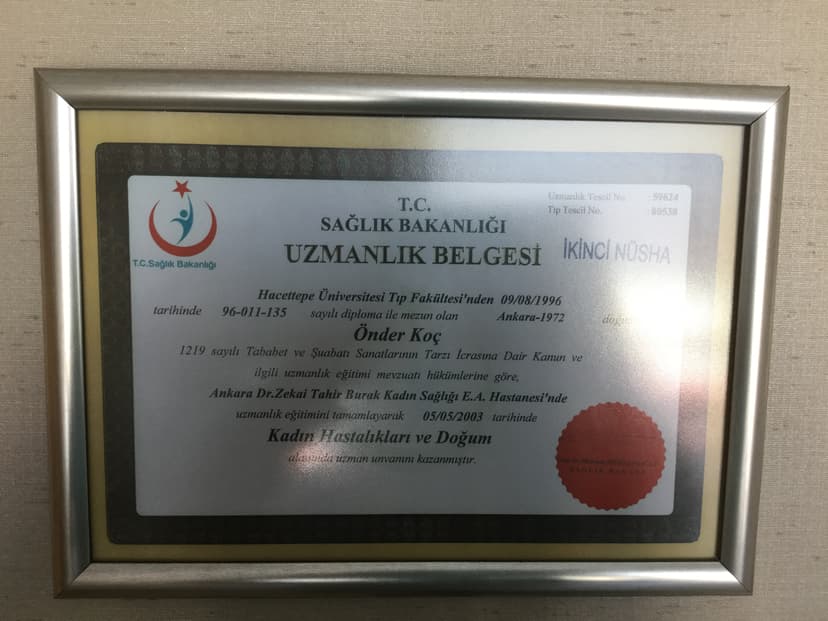 T.C.
SAĞLIK BAKANLIĞI
UZMANLIK BELGESİ
T.C.Sağlık Bakanlığı
Uzmanlık Tescil No. : 59624
Tıp Tescil No. : 80538
İKİNCİ NÜSHA
Hacettepe Üniversitesi Tıp Fakültesi'nden 09/08/1996
tarihinde 96-011-135 sayılı diploma ile mezun olan Ankara-1972
Önder Koç
1219 sayılı Tababet ve Şuabatı Sanatlarının Tarzı İcrasına Dair Kanun ve
ilgili uzmanlık eğitimi mevzuatı hükümlerine göre,
Ankara Dr.Zekai Tahir Burak Kadın Sağlığı E.A. Hastanesi'nde
uzmanlık eğitimini tamamlayarak 05/05/2003 tarihinde
Kadın Hastalıkları ve Doğum
alanında uzman unvanını kazanmıştır.
SAĞLIK BAKANI